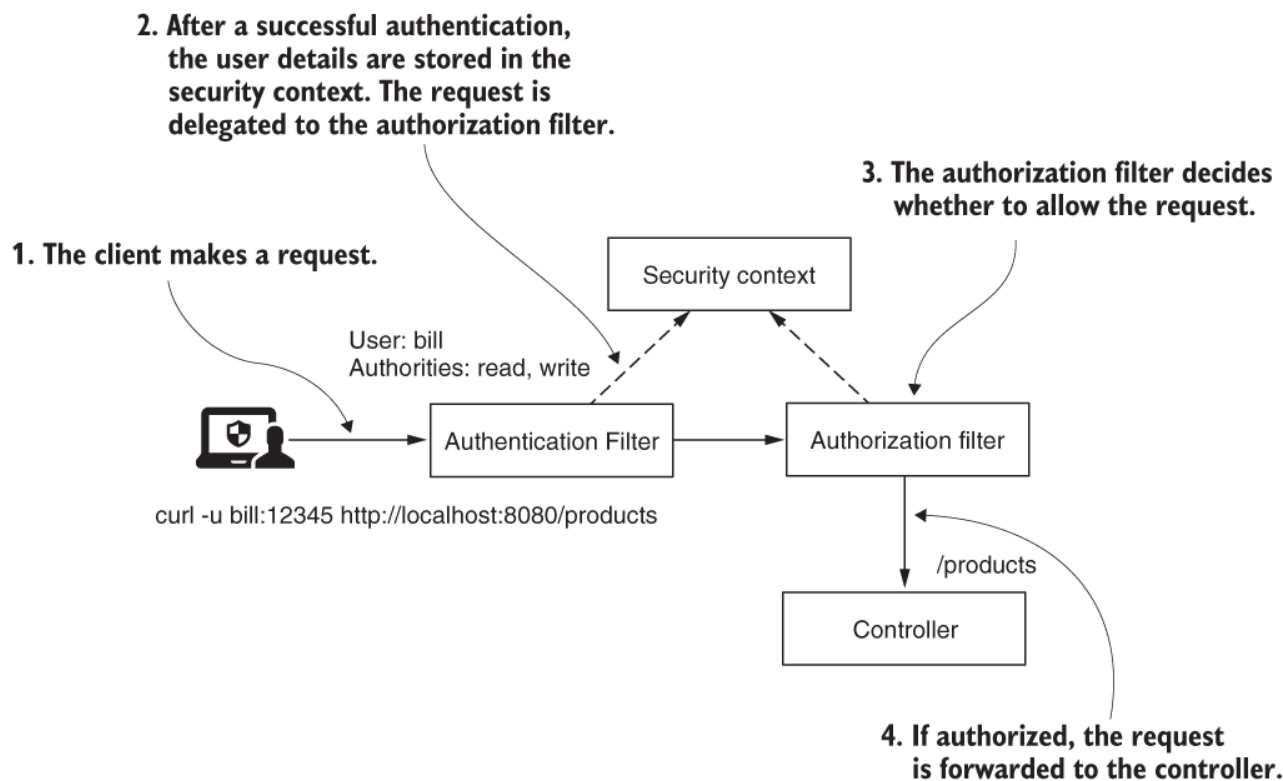 2. After a successful authentication,
the user details are stored in the
security context. The request is
delegated to the authorization filter.
3. The authorization filter decides
whether to allow the request.
1. The client makes a request.
Security context
User: bill
Authorities: read, write
Authentication Filter
Authorization filter
curl -u bill:12345 http://localhost:8080/products
/products
Controller
4. If authorized, the request
is forwarded to the controller.